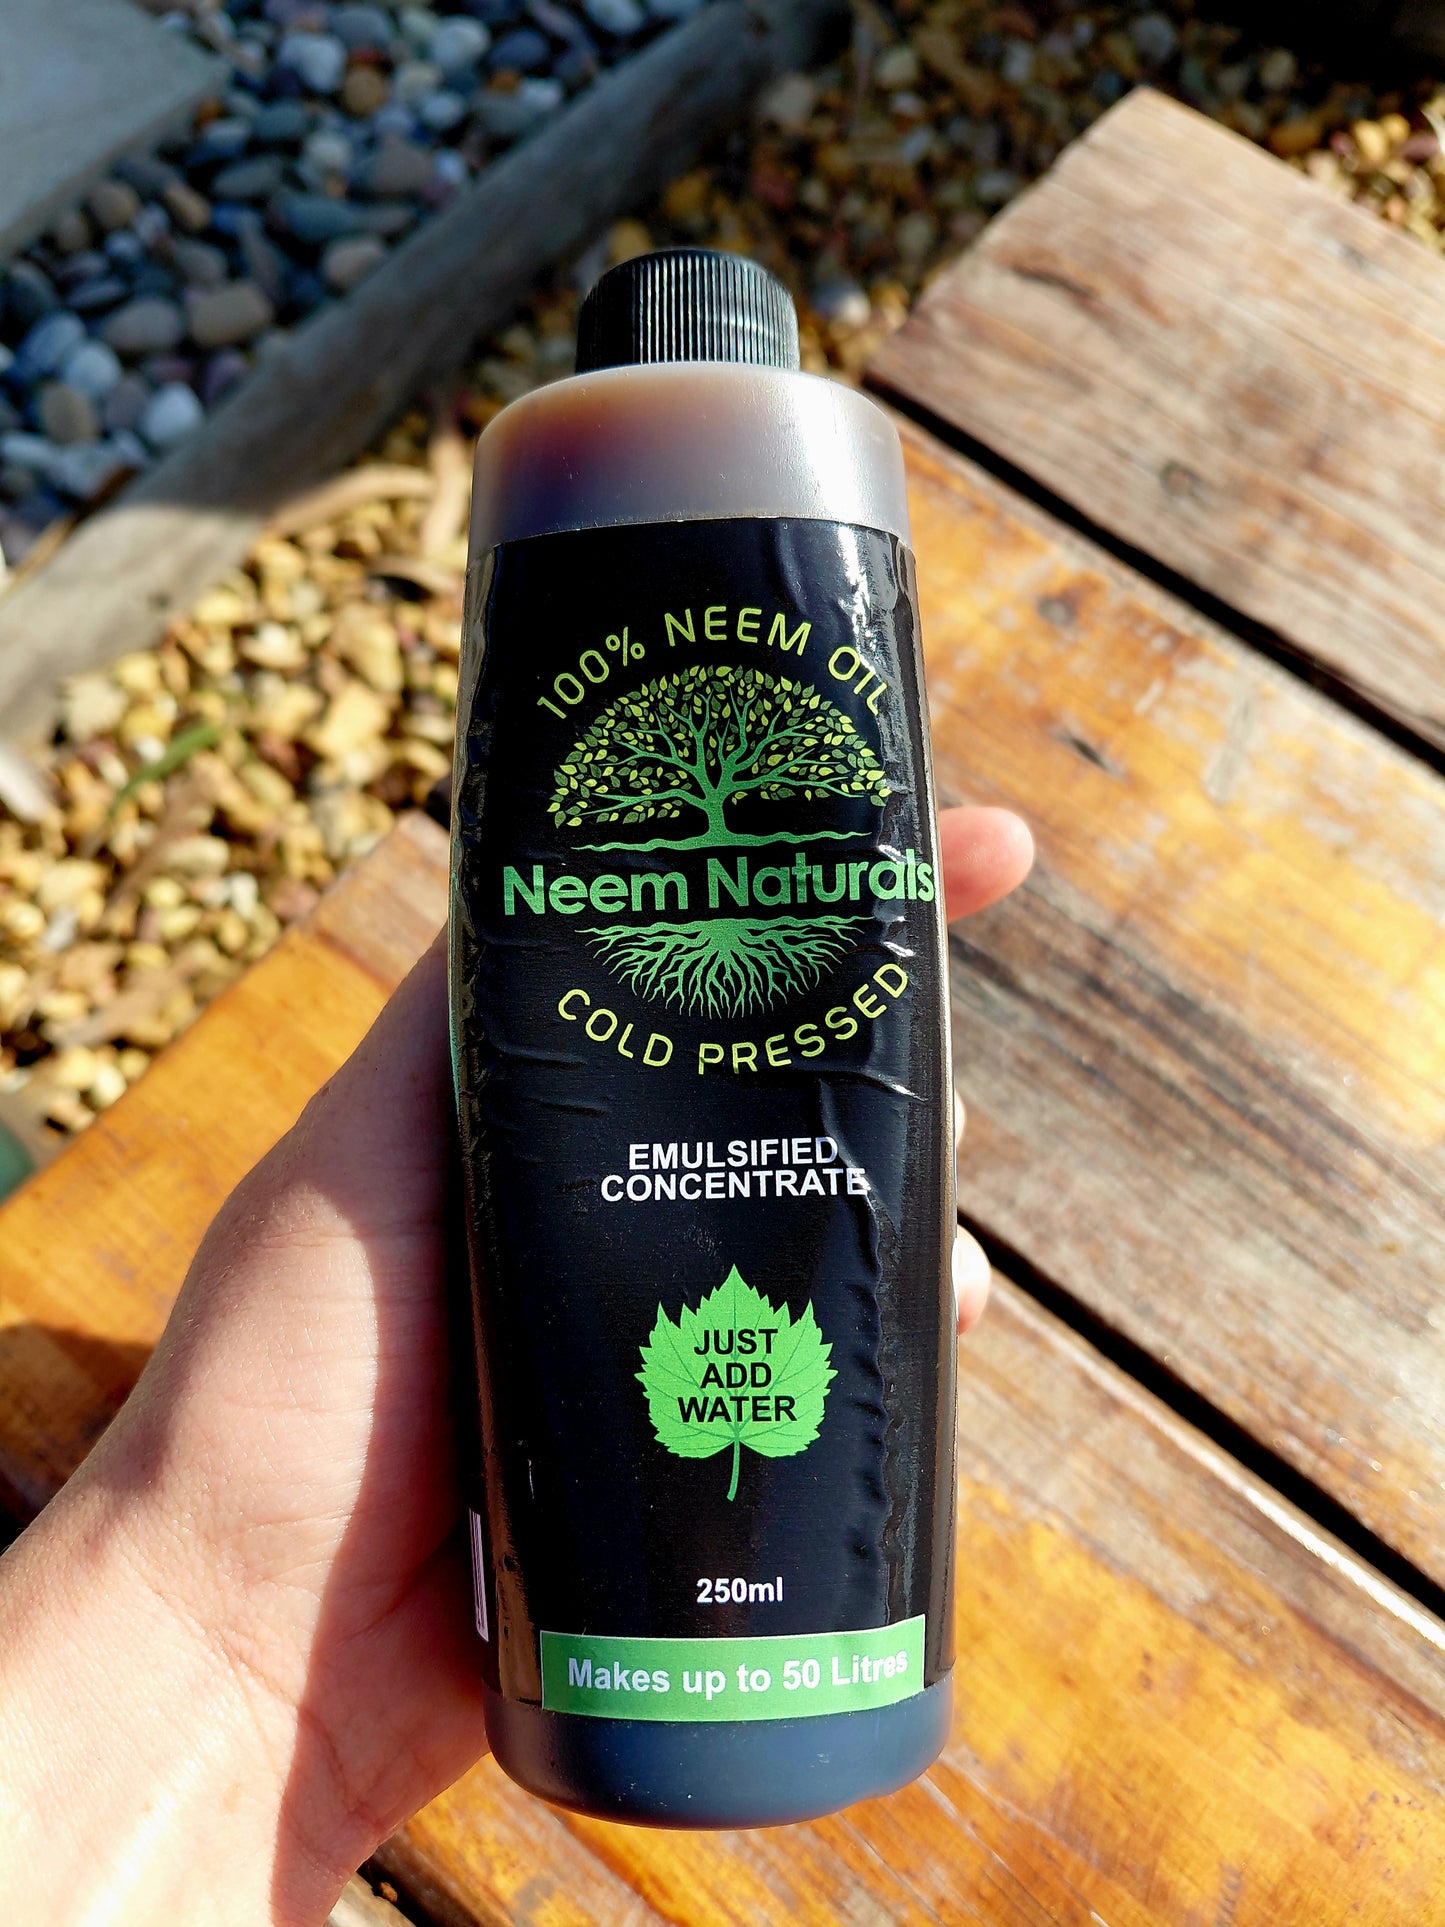 100% NEEM OIL
Neem Naturals
COLD PRESSED
EMULSIFIED
CONCENTRATE
JUST
ADD
WATER
250ml
Makes up to 50 Litres